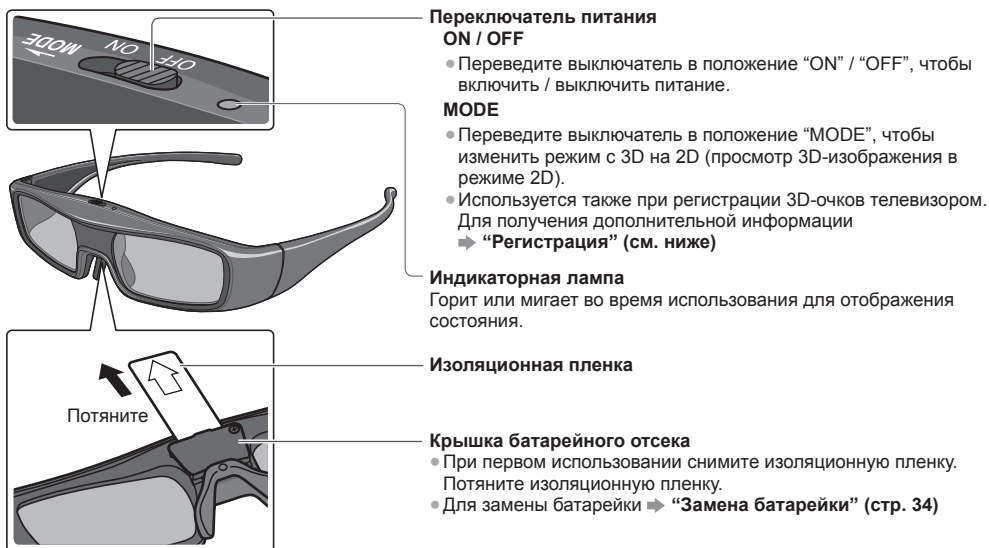 MODE ON OFF
Переключатель питания
ON / OFF
●Переведите выключатель в положение “ON” / “OFF”, чтобы
включить / выключить питание.
MODE
●Переведите выключатель в положение “MODE”, чтобы
изменить режим с 3D на 2D (просмотр 3D-изображения в
режиме 2D).
●Используется также при регистрации 3D-очков телевизором.
Для получения дополнительной информации
➡ “Регистрация” (см. ниже)
Индикаторная лампа
Горит или мигает во время использования для отображения
состояния.
Изоляционная пленка
Потяните
Крышка батарейного отсека
●При первом использовании снимите изоляционную пленку.
Потяните изоляционную пленку.
●Для замены батарейки ➡ “Замена батарейки” (стр. 34)